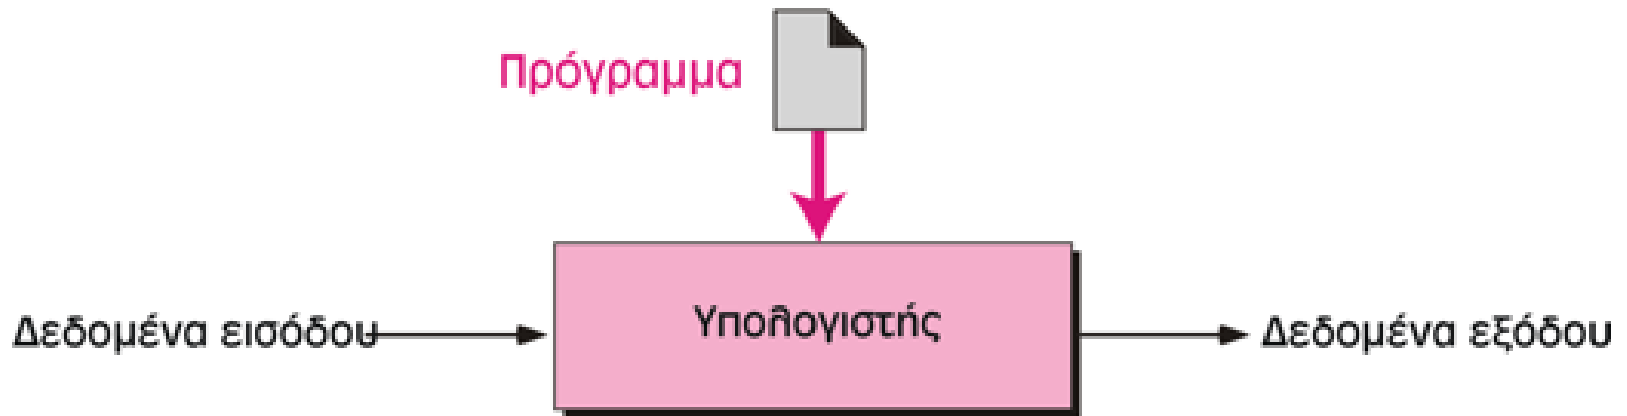 Πρόγραμμα
Υπολογιστής
Δεδομένα εισόδου
Δεδομένα εξόδου